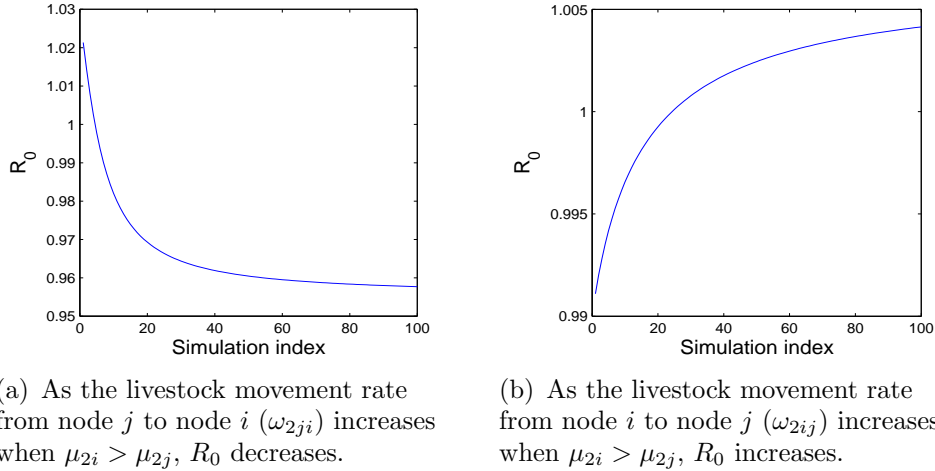 1.03
1.02
1.01
1
0.99
0.98
0.97
0.96
0.95
R₀
0 20 40 60 80 100
Simulation index
1.005
1
0.995
0.99
R₀
0 20 40 60 80 100
Simulation index
(a) As the livestock movement rate
from node j to node i (ω₂ⱼᵢ) increases
when μ₂ᵢ > μ₂ⱼ, R₀ decreases.
(b) As the livestock movement rate
from node i to node j (ω₂ᵢⱼ) increases
when μ₂ᵢ > μ₂ⱼ, R₀ increases.